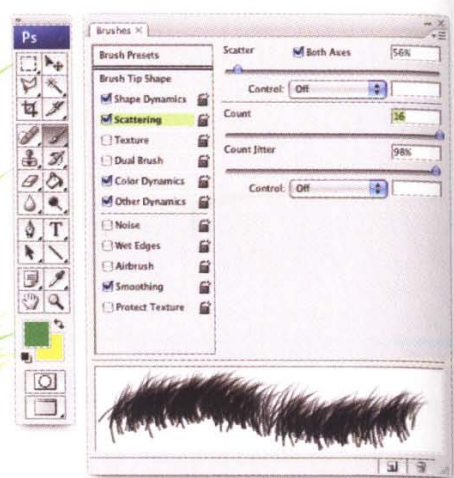 Ps
Brushes ×
Brush Presets
Brush Tip Shape
Shape Dynamics
Scattering
Texture
Dual Brush
Color Dynamics
Other Dynamics
Noise
Wet Edges
Airbrush
Smoothing
Protect Texture
Scatter Both Axes 56%
Control: Off
Count 16
Count Jitter 98%
Control: Off
T